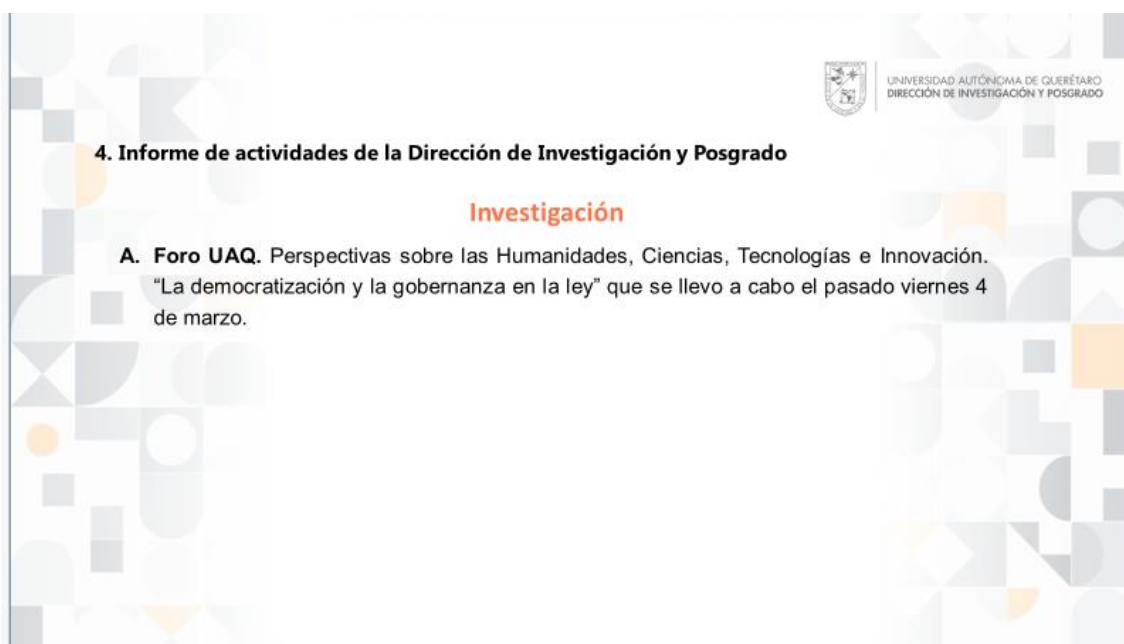 UNIVERSIDAD AUTÓNOMA DE QUERÉTARO
DIRECCIÓN DE INVESTIGACIÓN Y POSGRADO
4. Informe de actividades de la Dirección de Investigación y Posgrado
Investigación
A. Foro UAQ. Perspectivas sobre las Humanidades, Ciencias, Tecnologías e Innovación.
“La democratización y la gobernanza en la ley” que se llevo a cabo el pasado viernes 4
de marzo.